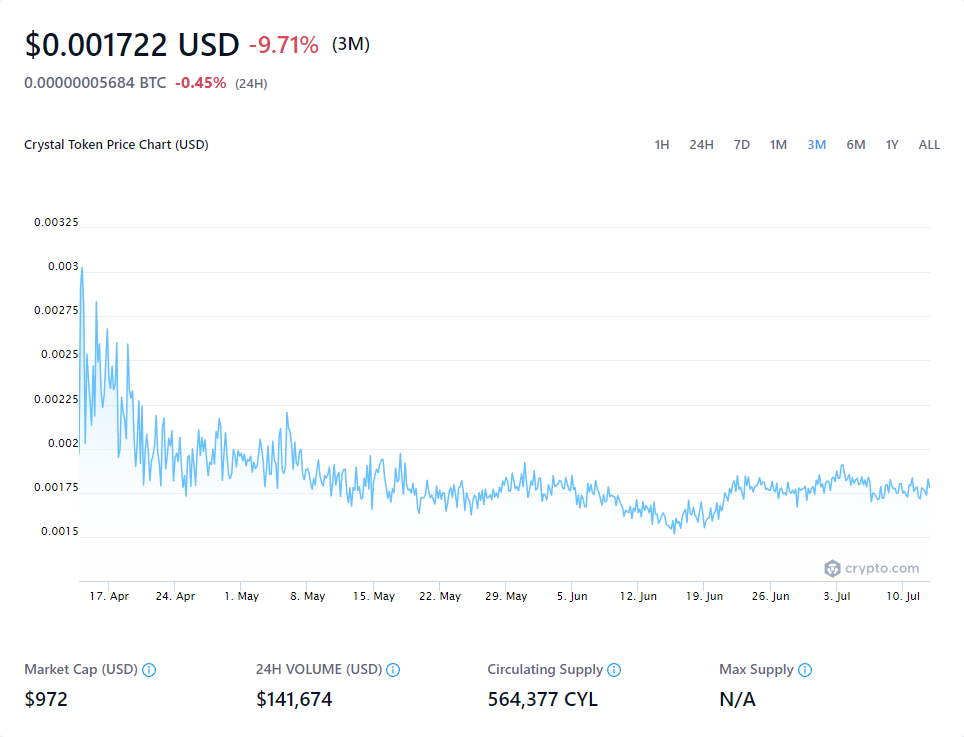 $0.001722 USD -9.71% (3M)
0.00000005684 BTC -0.45% (24H)
Crystal Token Price Chart (USD)
1H 24H 7D 1M 3M 6M 1Y ALL
0.00325
0.003
0.00275
0.0025
0.00225
0.002
0.00175
0.0015
crypto.com
17. Apr 24. Apr 1. May 8. May 15. May 22. May 29. May 5. Jun 12. Jun 19. Jun 26. Jun 3. Jul 10. Jul
Market Cap (USD) 24H VOLUME (USD) Circulating Supply Max Supply
$972 $141,674 564,377 CYL N/A